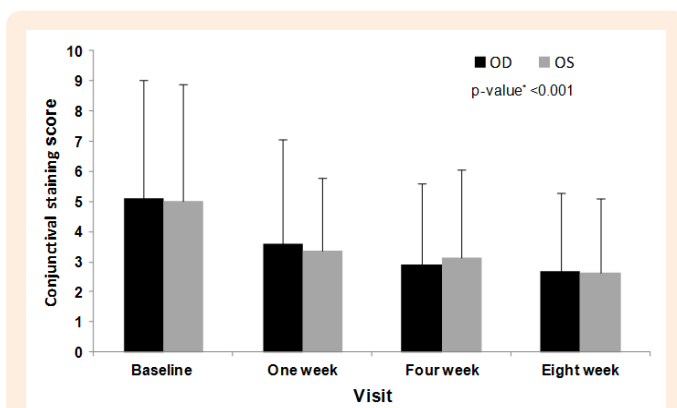 Conjunctival staining score
10
9
8
7
6
5
4
3
2
1
0
OD OS
p-value* <0.001
Baseline One week Four week Eight week
Visit